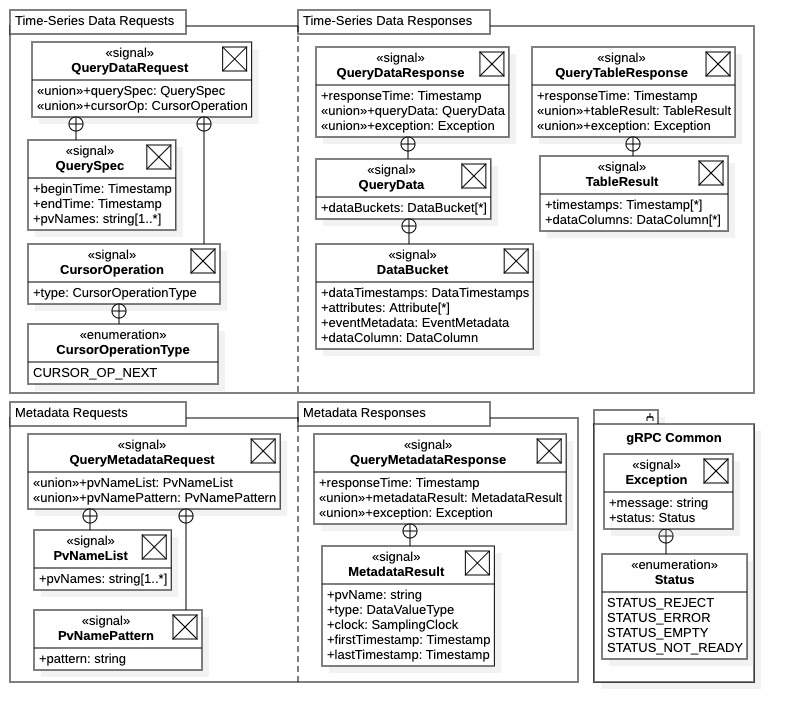 Time-Series Data Requests
Time-Series Data Responses
«signal»
QueryDataRequest
«union»+querySpec: QuerySpec
«union»+cursorOp: CursorOperation
«signal»
QuerySpec
+beginTime: Timestamp
+endTime: Timestamp
+pvNames: string[1..*]
«signal»
CursorOperation
+type: CursorOperationType
«enumeration»
CursorOperationType
CURSOR_OP_NEXT
«signal»
QueryDataResponse
+responseTime: Timestamp
«union»+queryData: QueryData
«union»+exception: Exception
«signal»
QueryData
+dataBuckets: DataBucket[*]
«signal»
DataBucket
+dataTimestamps: DataTimestamps
+attributes: Attribute[*]
+eventMetadata: EventMetadata
+dataColumn: DataColumn
«signal»
QueryTableResponse
+responseTime: Timestamp
«union»+tableResult: TableResult
«union»+exception: Exception
«signal»
TableResult
+timestamps: Timestamp[*]
+dataColumns: DataColumn[*]
Metadata Requests
Metadata Responses
«signal»
QueryMetadataRequest
«union»+pvNameList: PvNameList
«union»+pvNamePattern: PvNamePattern
«signal»
PvNameList
+pvNames: string[1..*]
«signal»
PvNamePattern
+pattern: string
«signal»
QueryMetadataResponse
+responseTime: Timestamp
«union»+metadataResult: MetadataResult
«union»+exception: Exception
«signal»
MetadataResult
+pvName: string
+type: DataValueType
+clock: SamplingClock
+firstTimestamp: Timestamp
+lastTimestamp: Timestamp
gRPC Common
«signal»
Exception
+message: string
+status: Status
«enumeration»
Status
STATUS_REJECT
STATUS_ERROR
STATUS_EMPTY
STATUS_NOT_READY